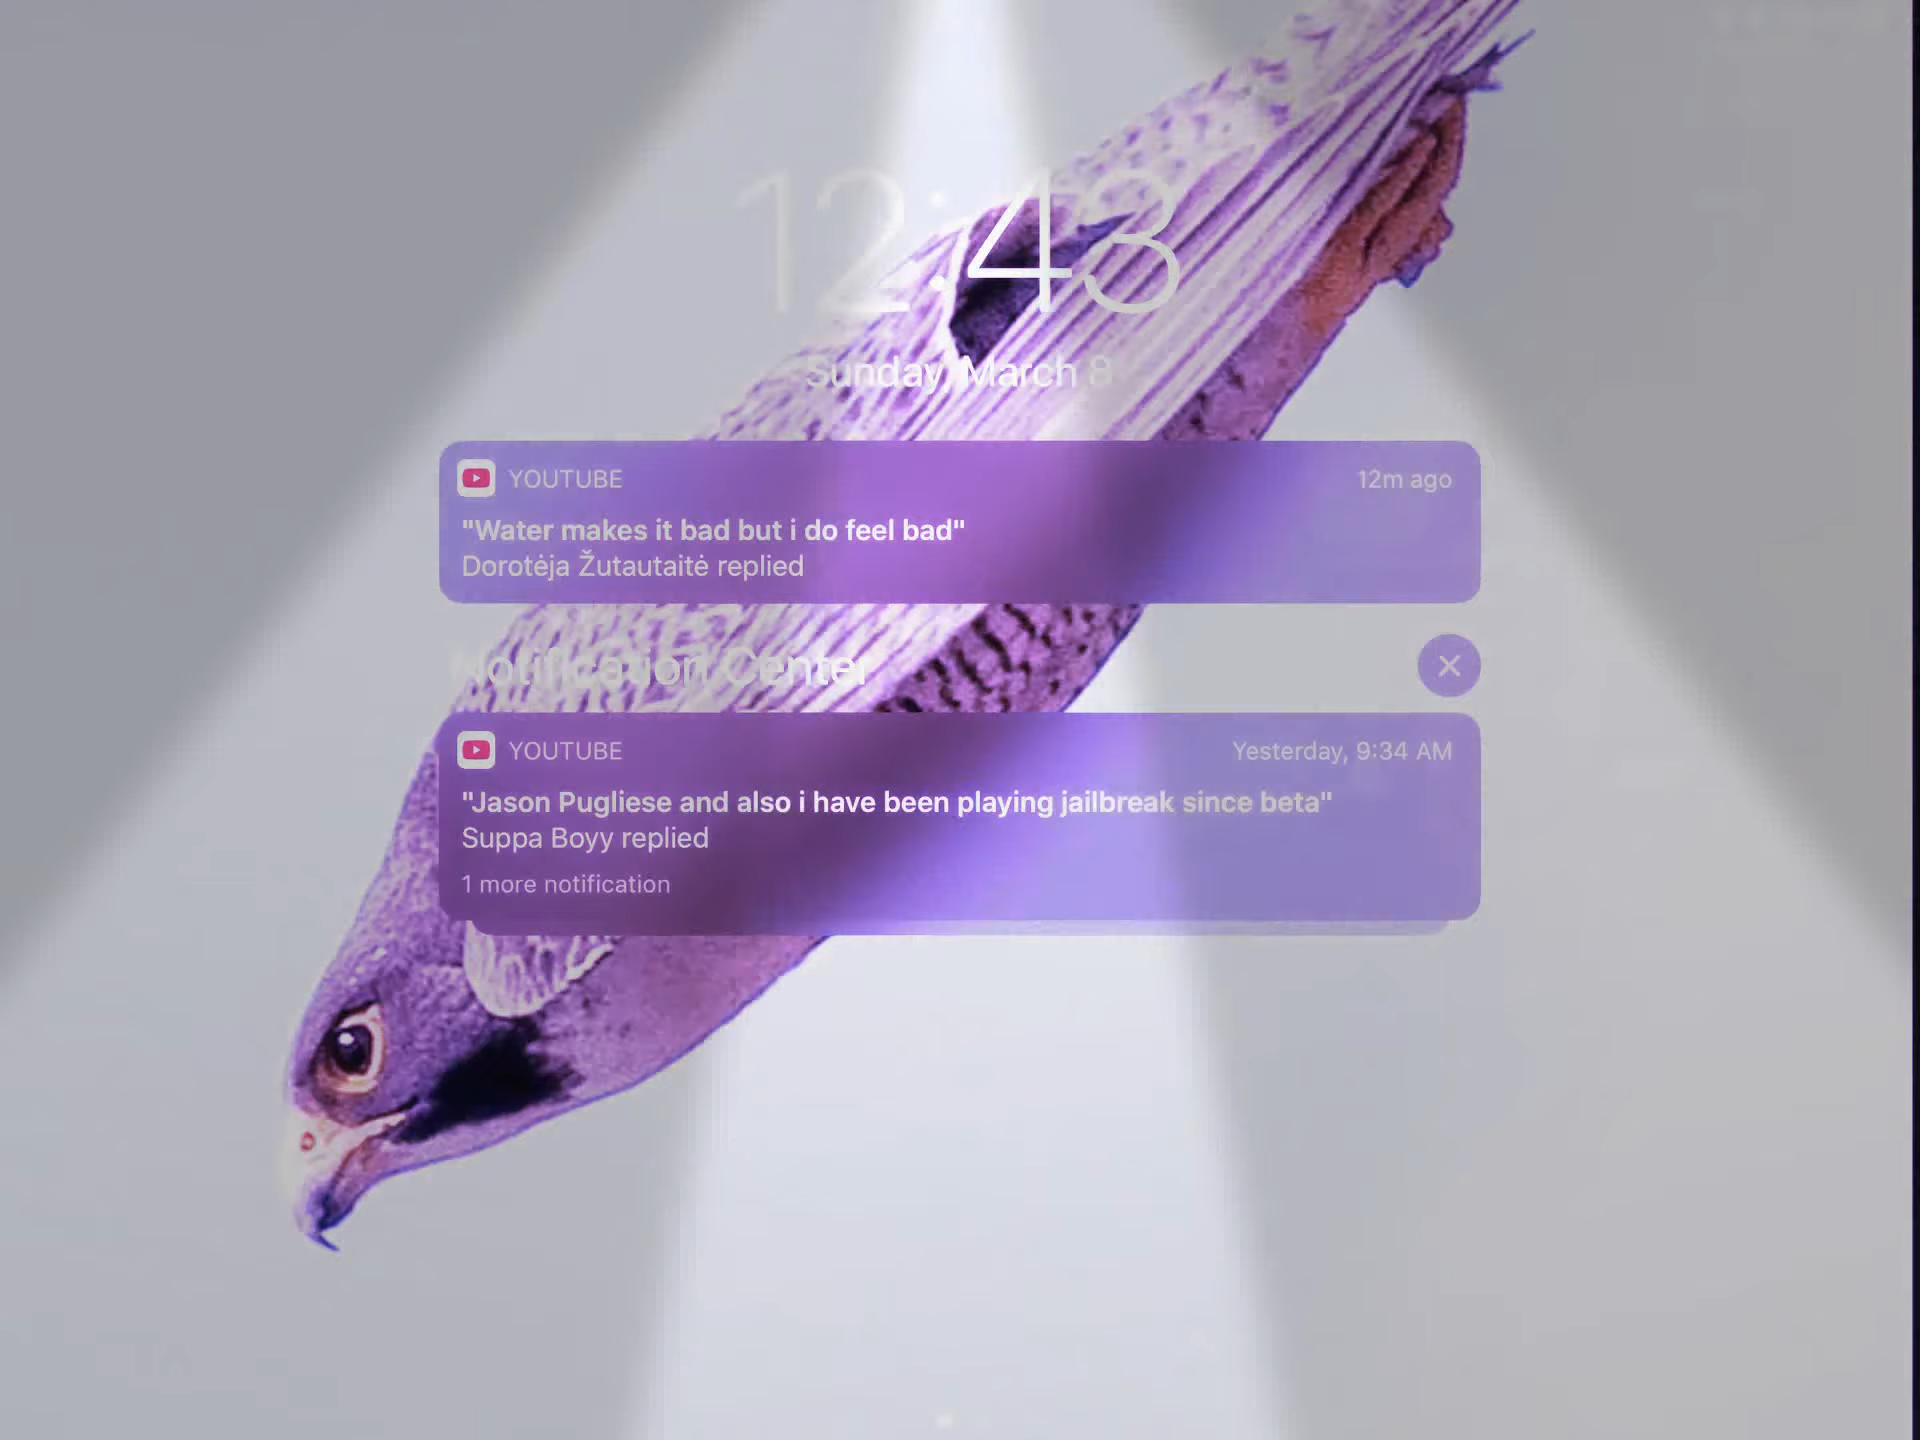 12:43
Sunday, March 8
YOUTUBE 12m ago
"Water makes it bad but i do feel bad"
Dorotėja Žutautaitė replied
Notification Center
YOUTUBE Yesterday, 9:34 AM
"Jason Pugliese and also i have been playing jailbreak since beta"
Suppa Boyy replied
1 more notification